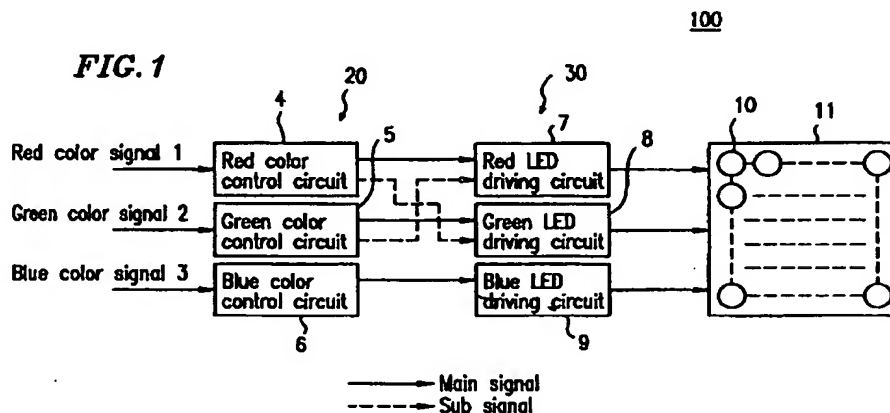 100
FIG. 1
20
30
4
5
7
8
10
11
Red color signal 1
Red color
control circuit
Red LED
driving circuit
Green color signal 2
Green color
control circuit
Green LED
driving circuit
Blue color signal 3
Blue color
control circuit
Blue LED
driving circuit
6
9
Main signal
Sub signal